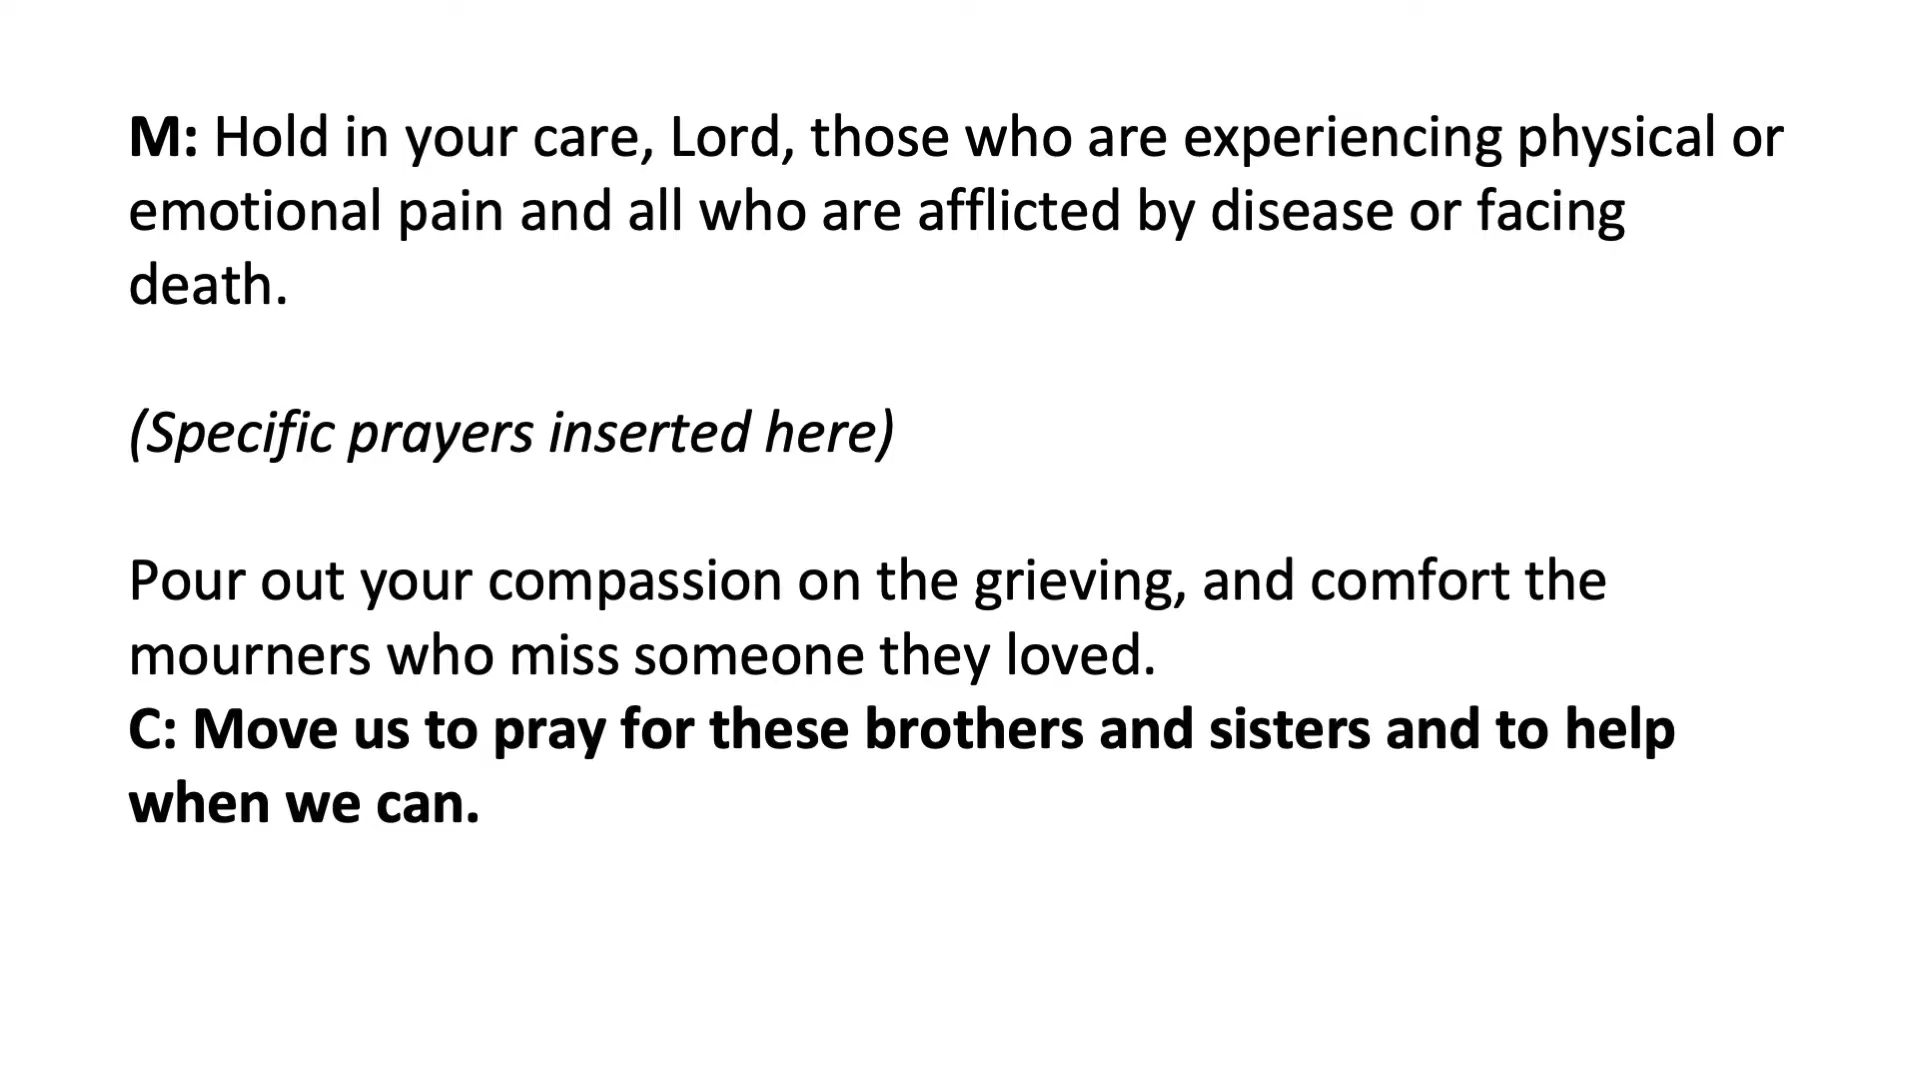 M: Hold in your care, Lord, those who are experiencing physical or
emotional pain and all who are afflicted by disease or facing
death.
(Specific prayers inserted here)
Pour out your compassion on the grieving, and comfort the
mourners who miss someone they loved.
C: Move us to pray for these brothers and sisters and to help
when we can.